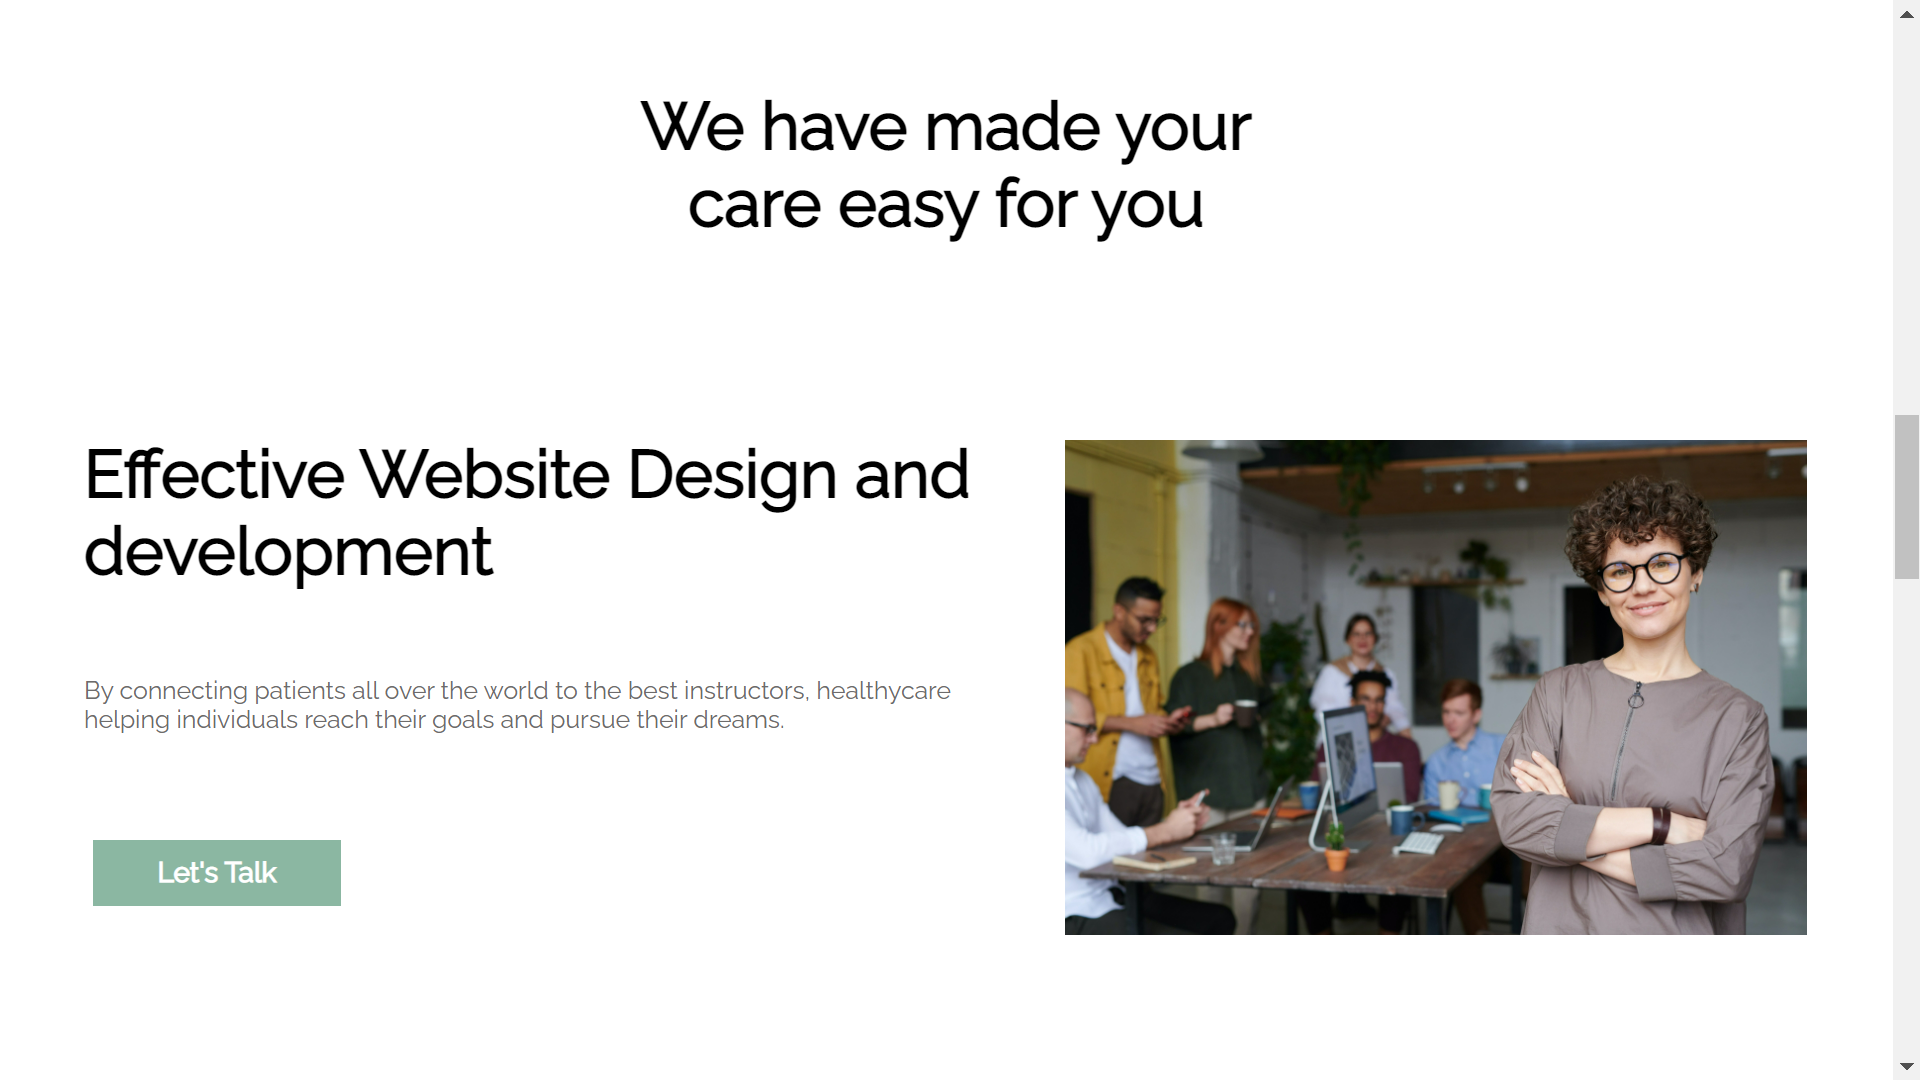 We have made your
care easy for you
Effective Website Design and
development
By connecting patients all over the world to the best instructors, healthycare
helping individuals reach their goals and pursue their dreams.
Let's Talk